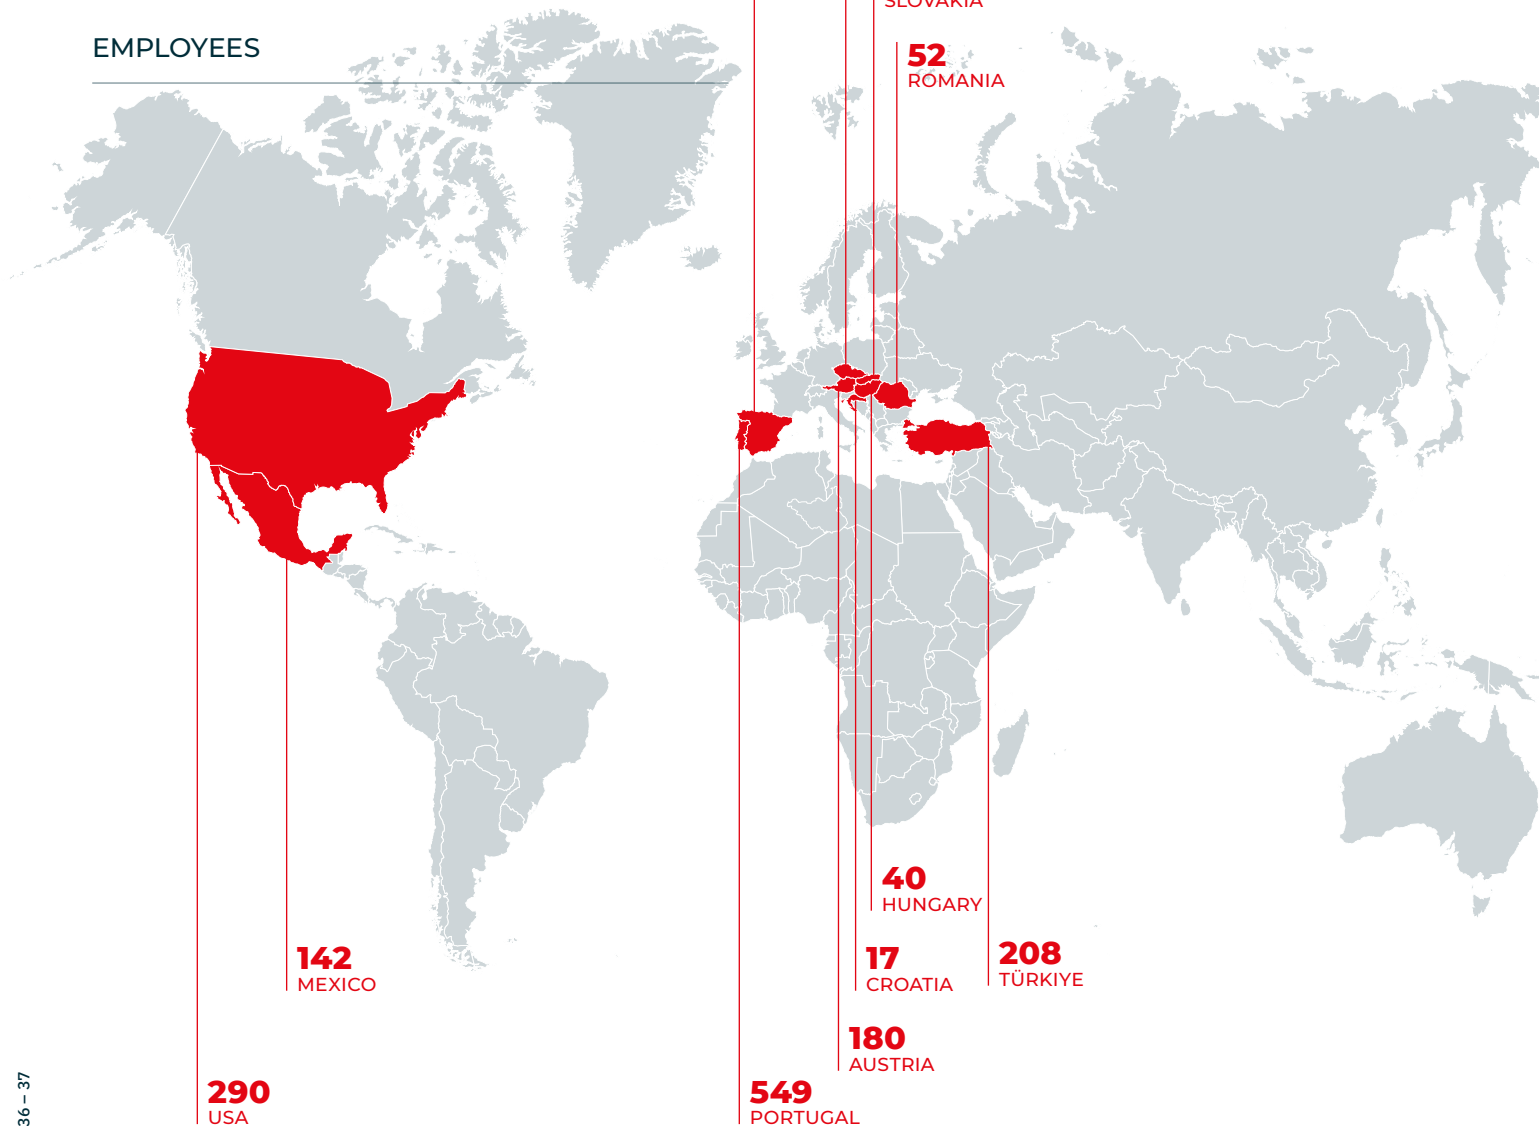 SLOVAKIA
EMPLOYEES
52
ROMANIA
40
HUNGARY
142
MEXICO
17
CROATIA
208
TÜRKIYE
180
AUSTRIA
290
USA
549
PORTUGAL
36 – 37